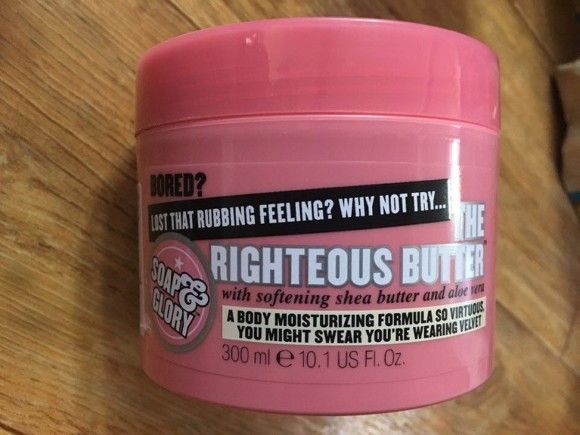 BORED?
LOST THAT RUBBING FEELING? WHY NOT TRY...
THE
RIGHTEOUS BUTTER™
with softening shea butter and aloe vera
SOAP &
GLORY
A BODY MOISTURIZING FORMULA SO VIRTUOUS,
YOU MIGHT SWEAR YOU'RE WEARING VELVET
300 ml ℮ 10.1 US Fl. Oz.